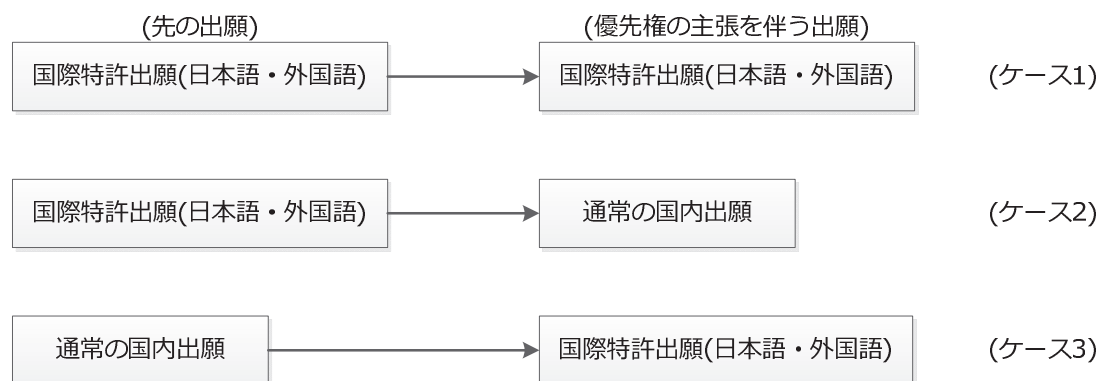 (先の出願) (優先権の主張を伴う出願)
国際特許出願(日本語・外国語) 国際特許出願(日本語・外国語) (ケース1)
国際特許出願(日本語・外国語) 通常の国内出願 (ケース2)
通常の国内出願 国際特許出願(日本語・外国語) (ケース3)